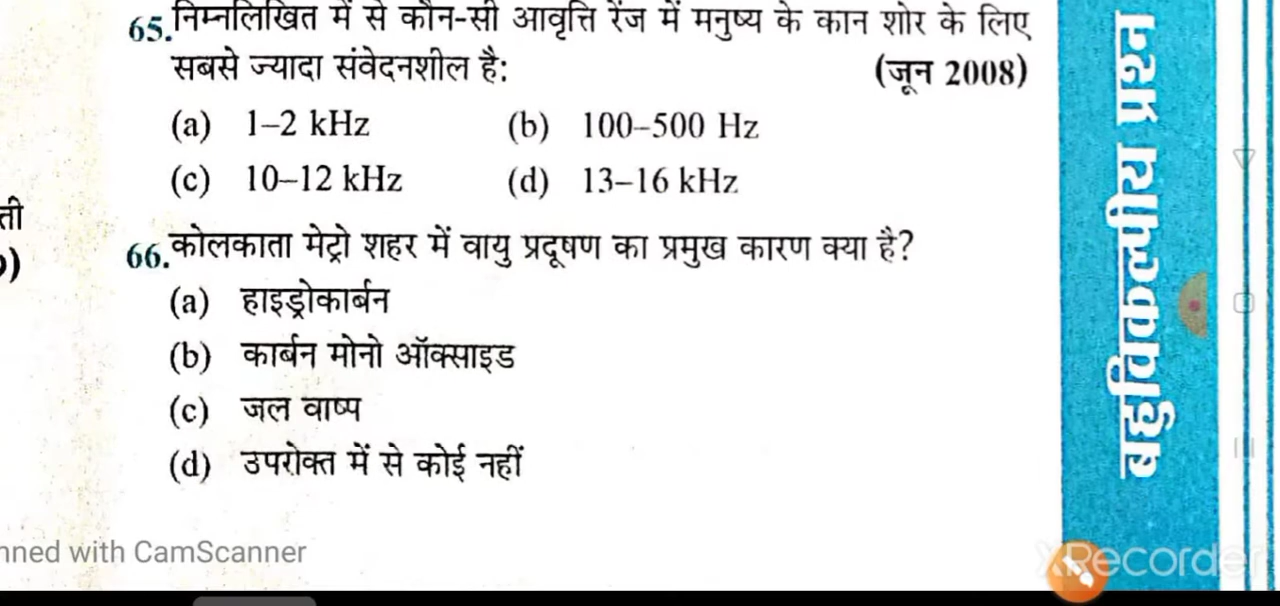 65. निम्नलिखित में से कौन-सी आवृत्ति रेंज में मनुष्य के कान शोर के लिए
सबसे ज्यादा संवेदनशील है: (जून 2008)
(a) 1–2 kHz (b) 100–500 Hz
(c) 10–12 kHz (d) 13–16 kHz
ती
66. कोलकाता मेट्रो शहर में वायु प्रदूषण का प्रमुख कारण क्या है?
(a) हाइड्रोकार्बन
(b) कार्बन मोनो ऑक्साइड
(c) जल वाष्प
(d) उपरोक्त में से कोई नहीं
बहुविकल्पीय प्रश्न
with CamScanner
XRecorder